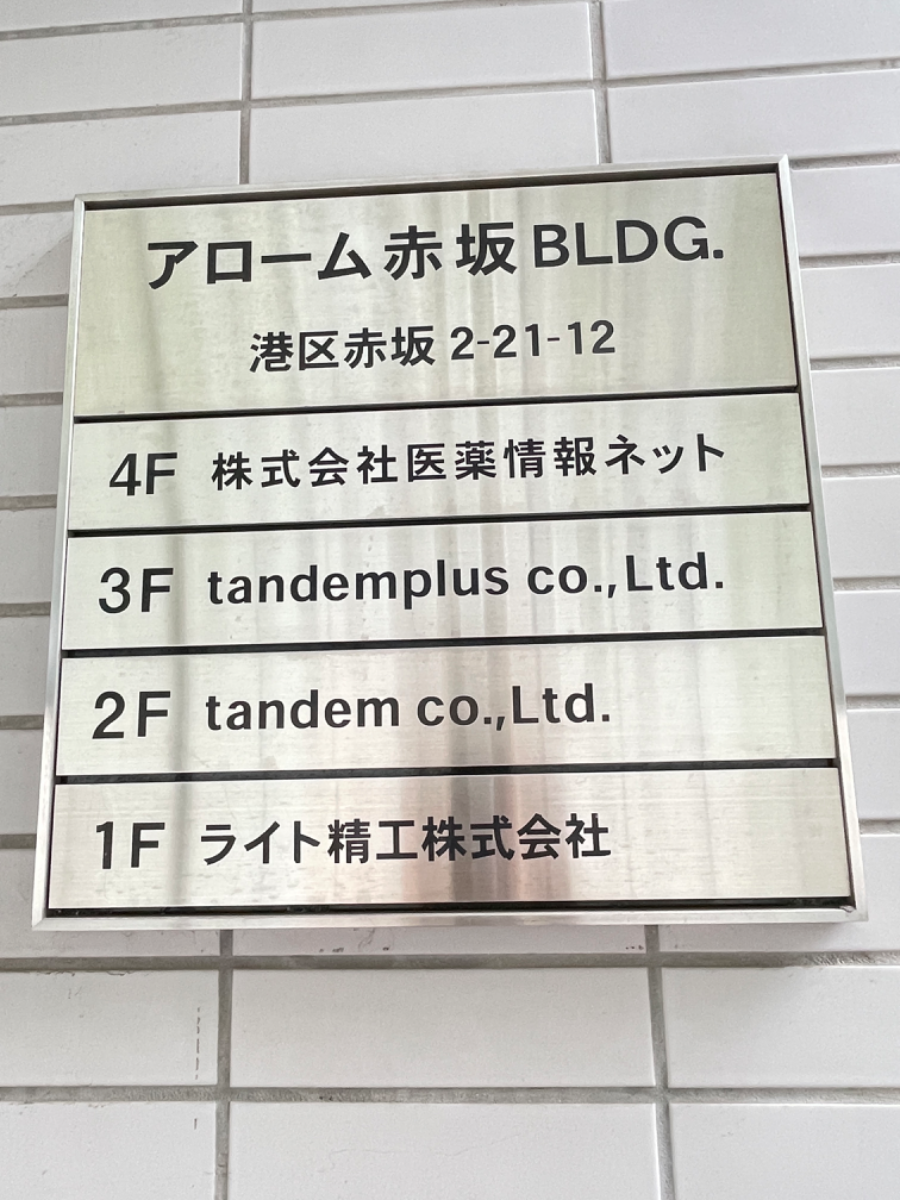 アローム赤坂BLDG.
港区赤坂2-21-12
4F 株式会社医薬情報ネット
3F tandemplus co.,Ltd.
2F tandem co.,Ltd.
1F ライト精工株式会社